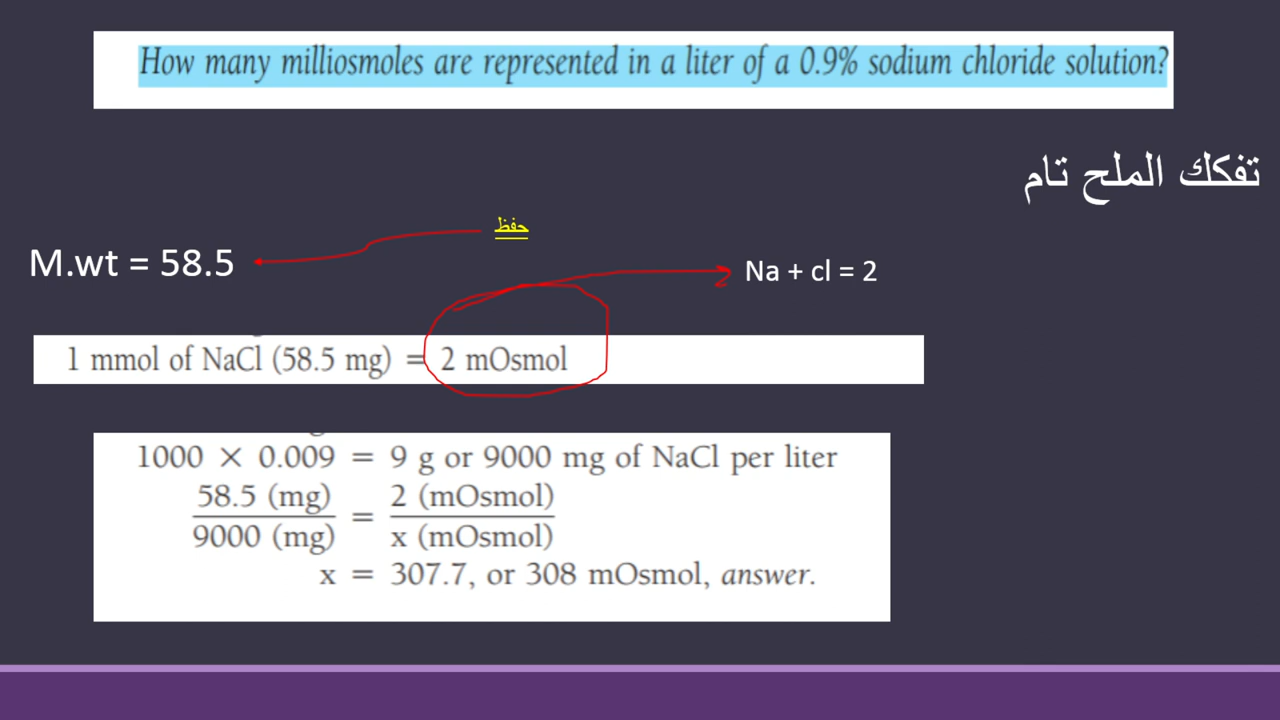 How many milliosmoles are represented in a liter of a 0.9% sodium chloride solution?
تفكك الملح تام
حفظ
M.wt = 58.5
Na + cl = 2
1 mmol of NaCl (58.5 mg) = 2 mOsmol
1000 × 0.009 = 9 g or 9000 mg of NaCl per liter
58.5 (mg) / 9000 (mg) = 2 (mOsmol) / x (mOsmol)
x = 307.7, or 308 mOsmol, answer.